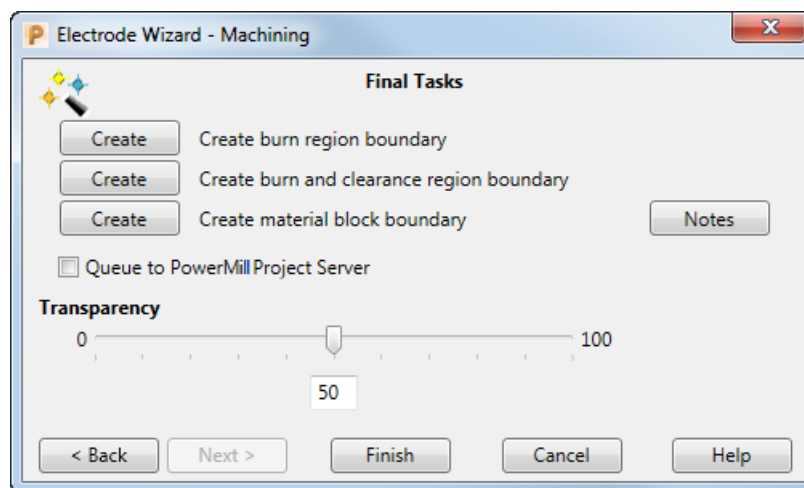 Electrode Wizard - Machining
Final Tasks
Create Create burn region boundary
Create Create burn and clearance region boundary
Create Create material block boundary Notes
Queue to PowerMill Project Server
Transparency
0 100
50
< Back Next > Finish Cancel Help